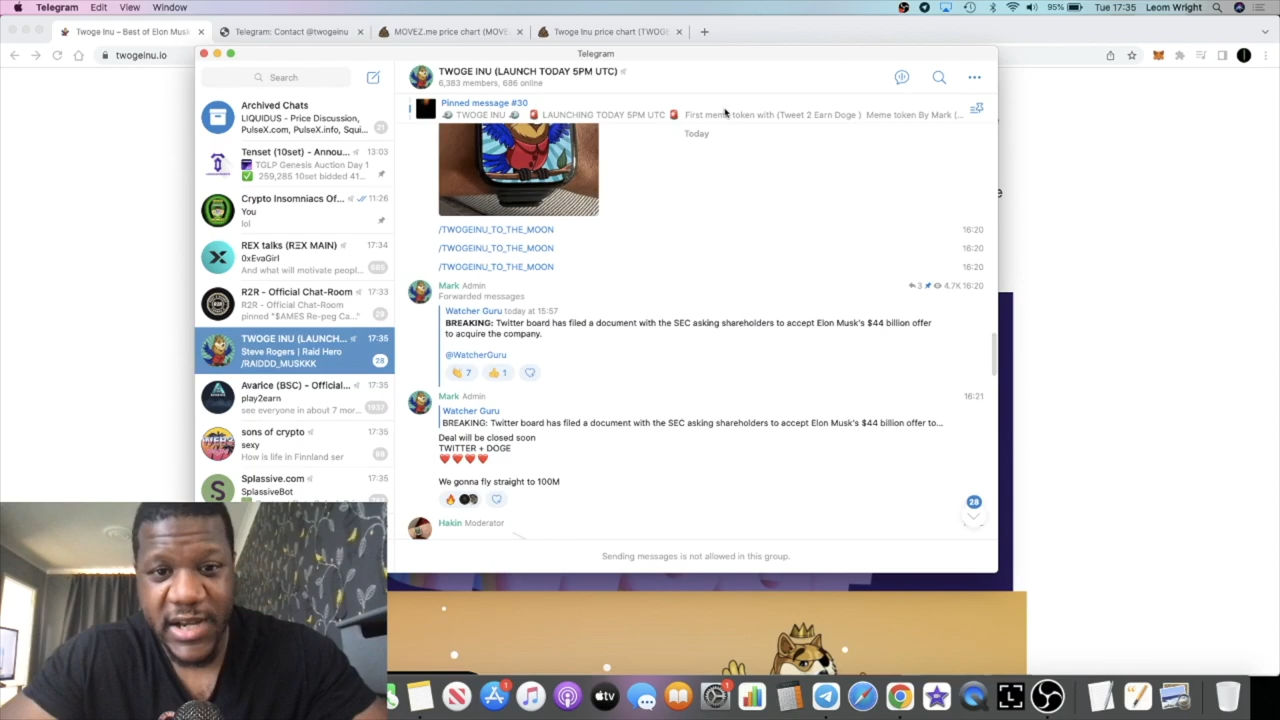 Telegram Edit View Window
95% Tue 17:35 Leom Wright
Twoge Inu – Best of Elon Musk
Telegram: Contact @twogeinu
MOVEZ.me price chart (MOVEZ
Twoge Inu price chart (TWOGE
twogeinu.io
Telegram
Search
TWOGE INU (LAUNCH TODAY 5PM UTC)
6,383 members, 686 online
Pinned message #30
TWOGE INU LAUNCHING TODAY 5PM UTC First meme token with (Tweet 2 Earn Doge ) Meme token By Mark (...
Today
Archived Chats
LIQUIDUS - Price Discussion,
PulseX.com, PulseX.info, Squi...
21
Tenset (10set) - Annou... 13:03
TGLP Genesis Auction Day 1
259,285 10set bidded 41...
Crypto Insomniacs Of... 11:26
You
lol
REX talks (RΞX MAIN) 17:34
0xEvaGirl
And what will motivate peopl...
R2R - Official Chat-Room 17:33
R2R - Official Chat-Room
pinned "$AMES Re-peg Ca...
29
TWOGE INU (LAUNCH... 17:35
Steve Rogers | Raid Hero
/RAIDDD_MUSKKK
28
Avarice (BSC) - Official... 17:35
play2earn
see everyone in about 7 mor...
1937
sons of crypto 17:35
sexy
How is life in Finnland ser
Splassive.com 17:35
SplassiveBot
/TWOGEINU_TO_THE_MOON 16:20
/TWOGEINU_TO_THE_MOON 16:20
/TWOGEINU_TO_THE_MOON 16:20
Mark Admin 3 4.7K 16:20
Forwarded messages
Watcher Guru today at 15:57
BREAKING: Twitter board has filed a document with the SEC asking shareholders to accept Elon Musk's $44 billion offer
to acquire the company.
@WatcherGuru
7 1
Mark Admin 16:21
Watcher Guru
BREAKING: Twitter board has filed a document with the SEC asking shareholders to accept Elon Musk's $44 billion offer to...
Deal will be closed soon
TWITTER + DOGE
We gonna fly straight to 100M
28
Hakin Moderator
Sending messages is not allowed in this group.
e